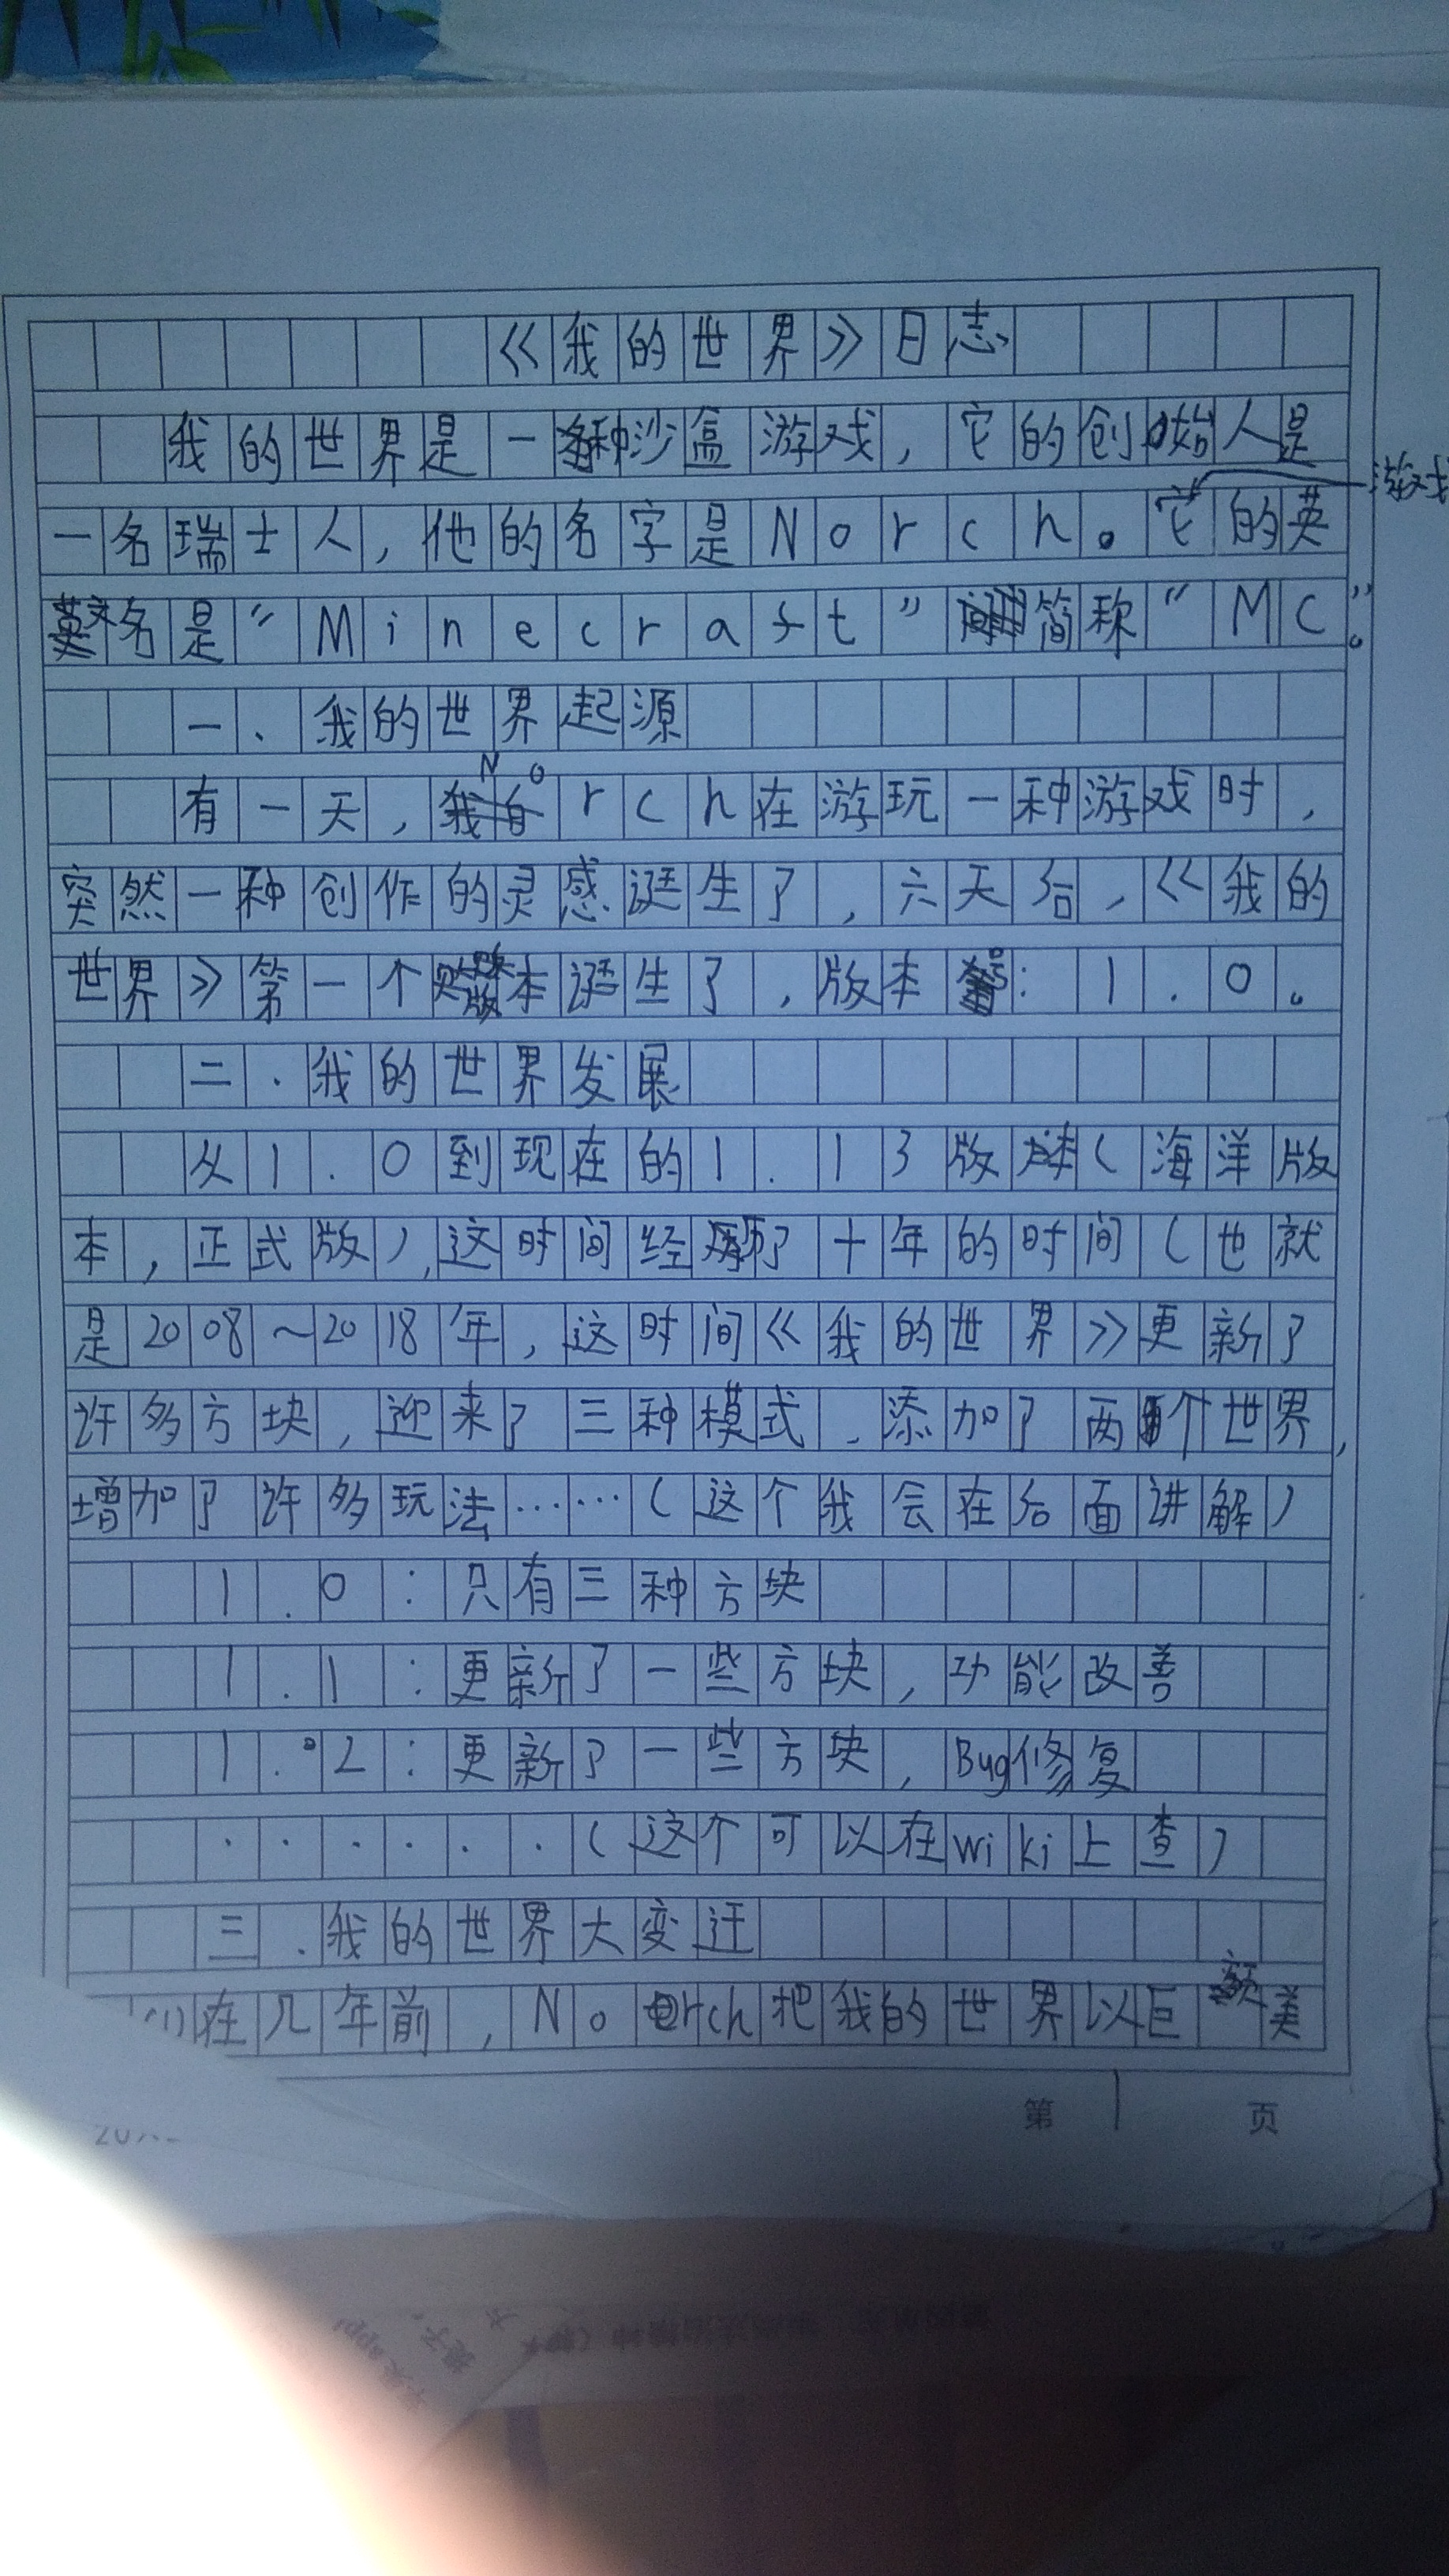 《我的世界》日志
我的世界是一种沙盒游戏，它的创始人是
一名瑞士人，他的名字是Norch。它的英
游戏
文名是"Minecraft"简称"MC"。
一、我的世界起源
有一天，Norch在游玩一种游戏时，
突然一种创作的灵感诞生了，六天后，《我的
世界》第一个版本诞生了，版本号：1.0。
二．我的世界发展
从1.0到现在的1.13版本（海洋版
本，正式版），这时间经历了十年的时间（也就
是2008～2018年，这时间《我的世界》更新了
许多方块，迎来了三种模式，添加了两个世界，
增加了许多玩法……（这个我会在后面讲解）
1.0：只有三种方块
1.1：更新了一些方块，功能改善
1.2：更新了一些方块，Bug修复
......（这个可以在wiki上查）
三．我的世界大变迁
(1)在几年前，Norch把我的世界以巨额美
第1页